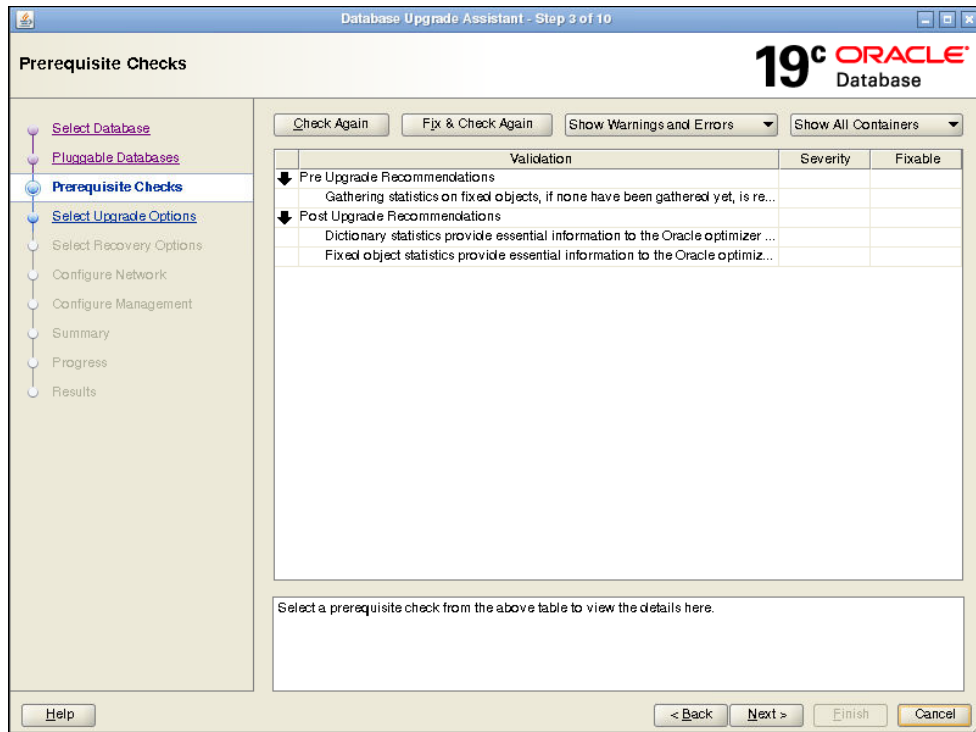 Database Upgrade Assistant - Step 3 of 10
Prerequisite Checks
19c ORACLE
Database
Select Database
Pluggable Databases
Prerequisite Checks
Select Upgrade Options
Select Recovery Options
Configure Network
Configure Management
Summary
Progress
Results
Check Again Fix & Check Again Show Warnings and Errors Show All Containers
Validation Severity Fixable
Pre Upgrade Recommendations
Gathering statistics on fixed objects, if none have been gathered yet, is re...
Post Upgrade Recommendations
Dictionary statistics provide essential information to the Oracle optimizer ...
Fixed object statistics provide essential information to the Oracle optimiz...
Select a prerequisite check from the above table to view the details here.
Help < Back Next > Finish Cancel